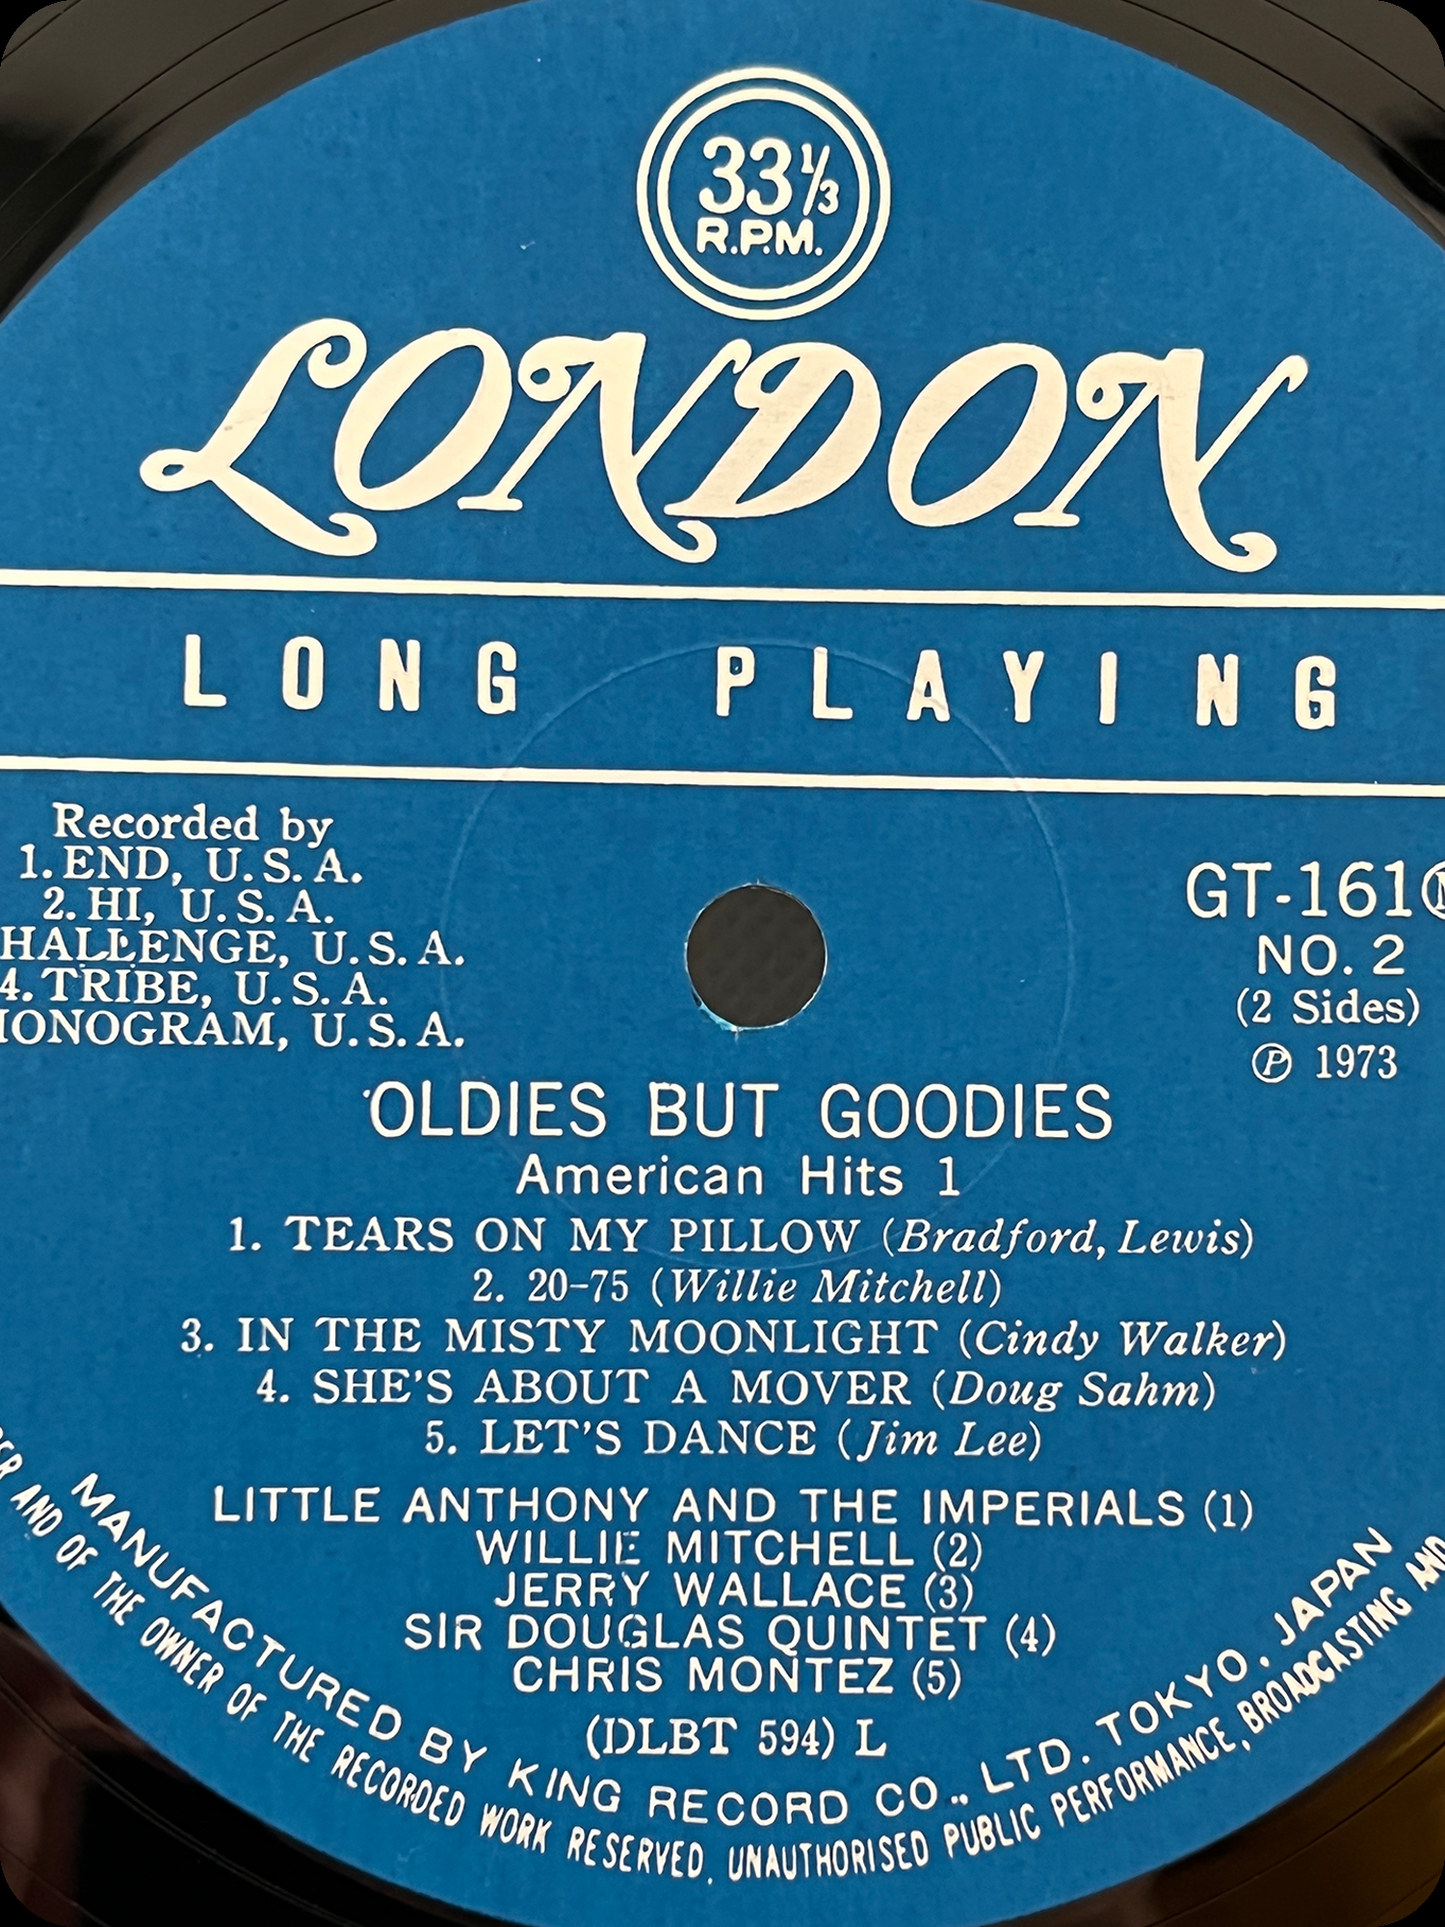 33 1/3
R.P.M.
LONDON
LONG PLAYING
Recorded by
1. END, U.S.A.
2. HI, U.S.A.
HALLENGE, U.S.A.
4. TRIBE, U.S.A.
ONOGRAM, U.S.A.
GT-161Ⓜ
NO. 2
(2 Sides)
Ⓟ 1973
OLDIES BUT GOODIES
American Hits 1
1. TEARS ON MY PILLOW (Bradford, Lewis)
2. 20-75 (Willie Mitchell)
3. IN THE MISTY MOONLIGHT (Cindy Walker)
4. SHE'S ABOUT A MOVER (Doug Sahm)
5. LET'S DANCE (Jim Lee)
LITTLE ANTHONY AND THE IMPERIALS (1)
WILLIE MITCHELL (2)
JERRY WALLACE (3)
SIR DOUGLAS QUINTET (4)
CHRIS MONTEZ (5)
(DLBT 594) L
MANUFACTURED BY KING RECORD CO., LTD. TOKYO, JAPAN
ER AND OF THE OWNER OF THE RECORDED WORK RESERVED. UNAUTHORISED PUBLIC PERFORMANCE, BROADCASTING AND